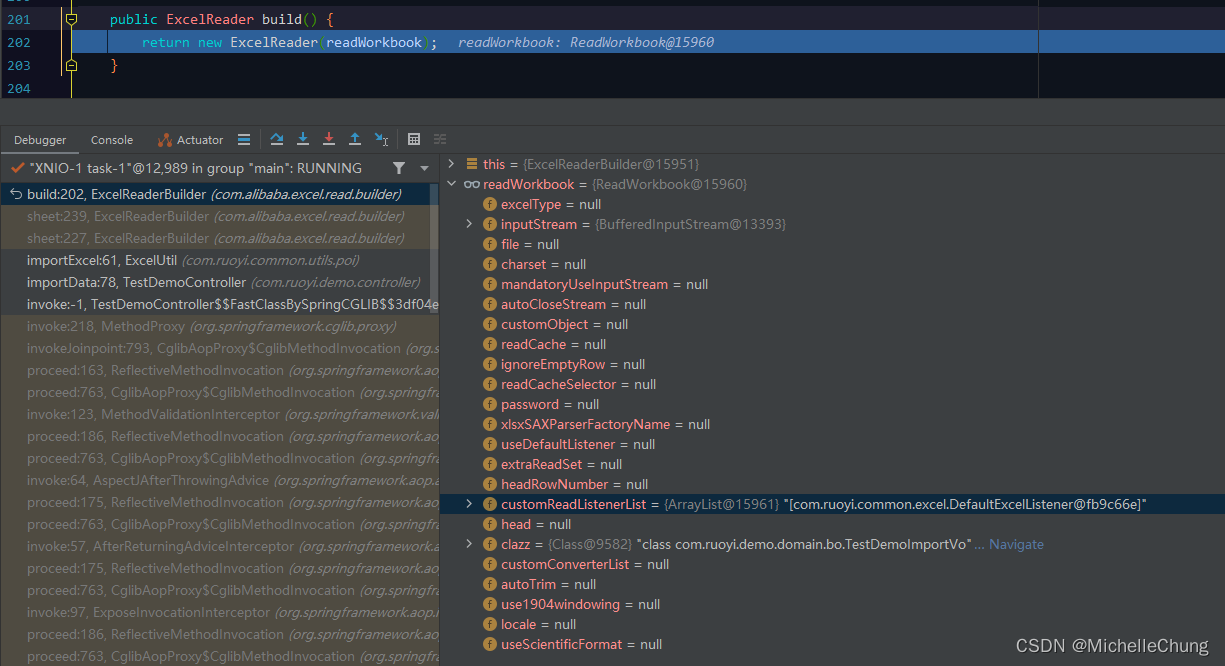 201 public ExcelReader build() {
202 return new ExcelReader(readWorkbook); readWorkbook: ReadWorkbook@15960
203 }
204
Debugger Console Actuator
"XNIO-1 task-1"@12,989 in group "main": RUNNING
build:202, ExcelReaderBuilder (com.alibaba.excel.read.builder)
sheet:239, ExcelReaderBuilder (com.alibaba.excel.read.builder)
sheet:227, ExcelReaderBuilder (com.alibaba.excel.read.builder)
importExcel:61, ExcelUtil (com.ruoyi.common.utils.poi)
importData:78, TestDemoController (com.ruoyi.demo.controller)
invoke:-1, TestDemoController$$FastClassBySpringCGLIB$$3df04e
invoke:218, MethodProxy (org.springframework.cglib.proxy)
invokeJoinpoint:793, CglibAopProxy$CglibMethodInvocation (org.s
proceed:163, ReflectiveMethodInvocation (org.springframework.ao
proceed:763, CglibAopProxy$CglibMethodInvocation (org.springfra
invoke:123, MethodValidationInterceptor (org.springframework.val
proceed:186, ReflectiveMethodInvocation (org.springframework.ao
proceed:763, CglibAopProxy$CglibMethodInvocation (org.springfra
invoke:64, AspectJAfterThrowingAdvice (org.springframework.aop.a
proceed:175, ReflectiveMethodInvocation (org.springframework.ao
proceed:763, CglibAopProxy$CglibMethodInvocation (org.springfra
invoke:57, AfterReturningAdviceInterceptor (org.springframework.a
proceed:175, ReflectiveMethodInvocation (org.springframework.ao
proceed:763, CglibAopProxy$CglibMethodInvocation (org.springfra
invoke:97, ExposeInvocationInterceptor (org.springframework.aop.i
proceed:186, ReflectiveMethodInvocation (org.springframework.ao
proceed:763, CglibAopProxy$CglibMethodInvocation (org.springfra
this = {ExcelReaderBuilder@15951}
readWorkbook = {ReadWorkbook@15960}
excelType = null
inputStream = {BufferedInputStream@13393}
file = null
charset = null
mandatoryUseInputStream = null
autoCloseStream = null
customObject = null
readCache = null
ignoreEmptyRow = null
readCacheSelector = null
password = null
xlsxSAXParserFactoryName = null
useDefaultListener = null
extraReadSet = null
headRowNumber = null
customReadListenerList = {ArrayList@15961} "[com.ruoyi.common.excel.DefaultExcelListener@fb9c66e]"
head = null
clazz = {Class@9582} "class com.ruoyi.demo.domain.bo.TestDemoImportVo" ... Navigate
customConverterList = null
autoTrim = null
use1904windowing = null
locale = null
useScientificFormat = null
CSDN @MichelleChung